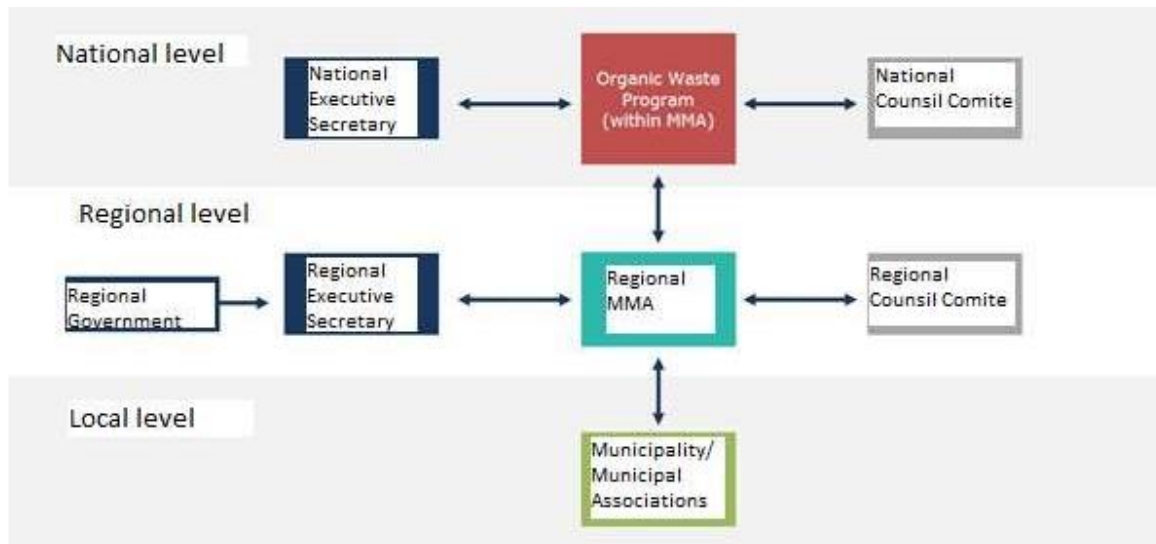 National level
National
Executive
Secretary
Organic Waste
Program
(within MMA)
National
Counsil Comite
Regional level
Regional
Government
Regional
Executive
Secretary
Regional
MMA
Regional
Counsil Comite
Local level
Municipality/
Municipal
Associations